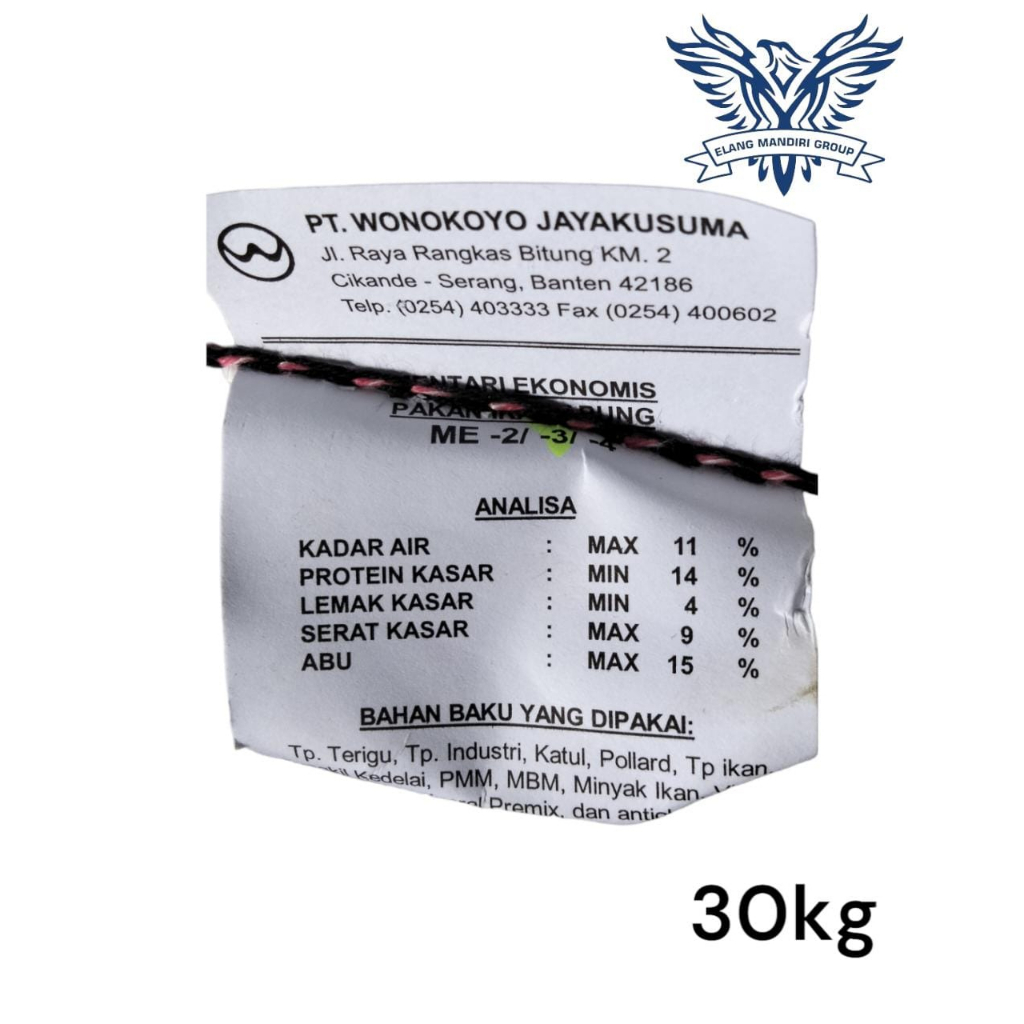 ELANG MANDIRI GROUP
PT. WONOKOYO JAYAKUSUMA
Jl. Raya Rangkas Bitung KM. 2
Cikande - Serang, Banten 42186
Telp. (0254) 403333 Fax (0254) 400602
EKONOMIS
PAKAN
ME -2/ -3/ -4
ANALISA
KADAR AIR : MAX 11 %
PROTEIN KASAR : MIN 14 %
LEMAK KASAR : MIN 4 %
SERAT KASAR : MAX 9 %
ABU : MAX 15 %
BAHAN BAKU YANG DIPAKAI:
Tp. Terigu, Tp. Industri, Katul, Pollard, Tp ikan,
Kedelai, PMM, MBM, Minyak Ikan,
Premix, dan
30kg